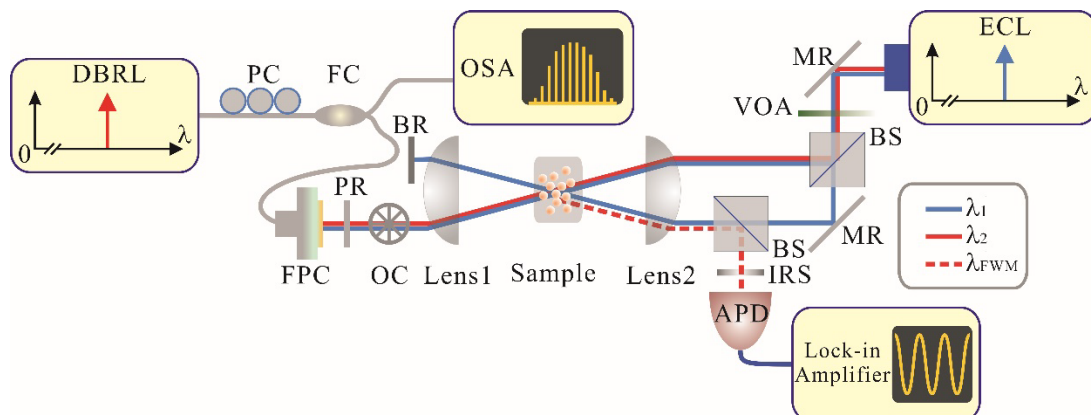 DBRL
0
λ
PC
FC
OSA
BR
PR
FPC
OC
Lens1
Sample
Lens2
MR
VOA
BS
ECL
0
λ
MR
BS
IRS
APD
λ1
λ2
λFWM
Lock-in
Amplifier